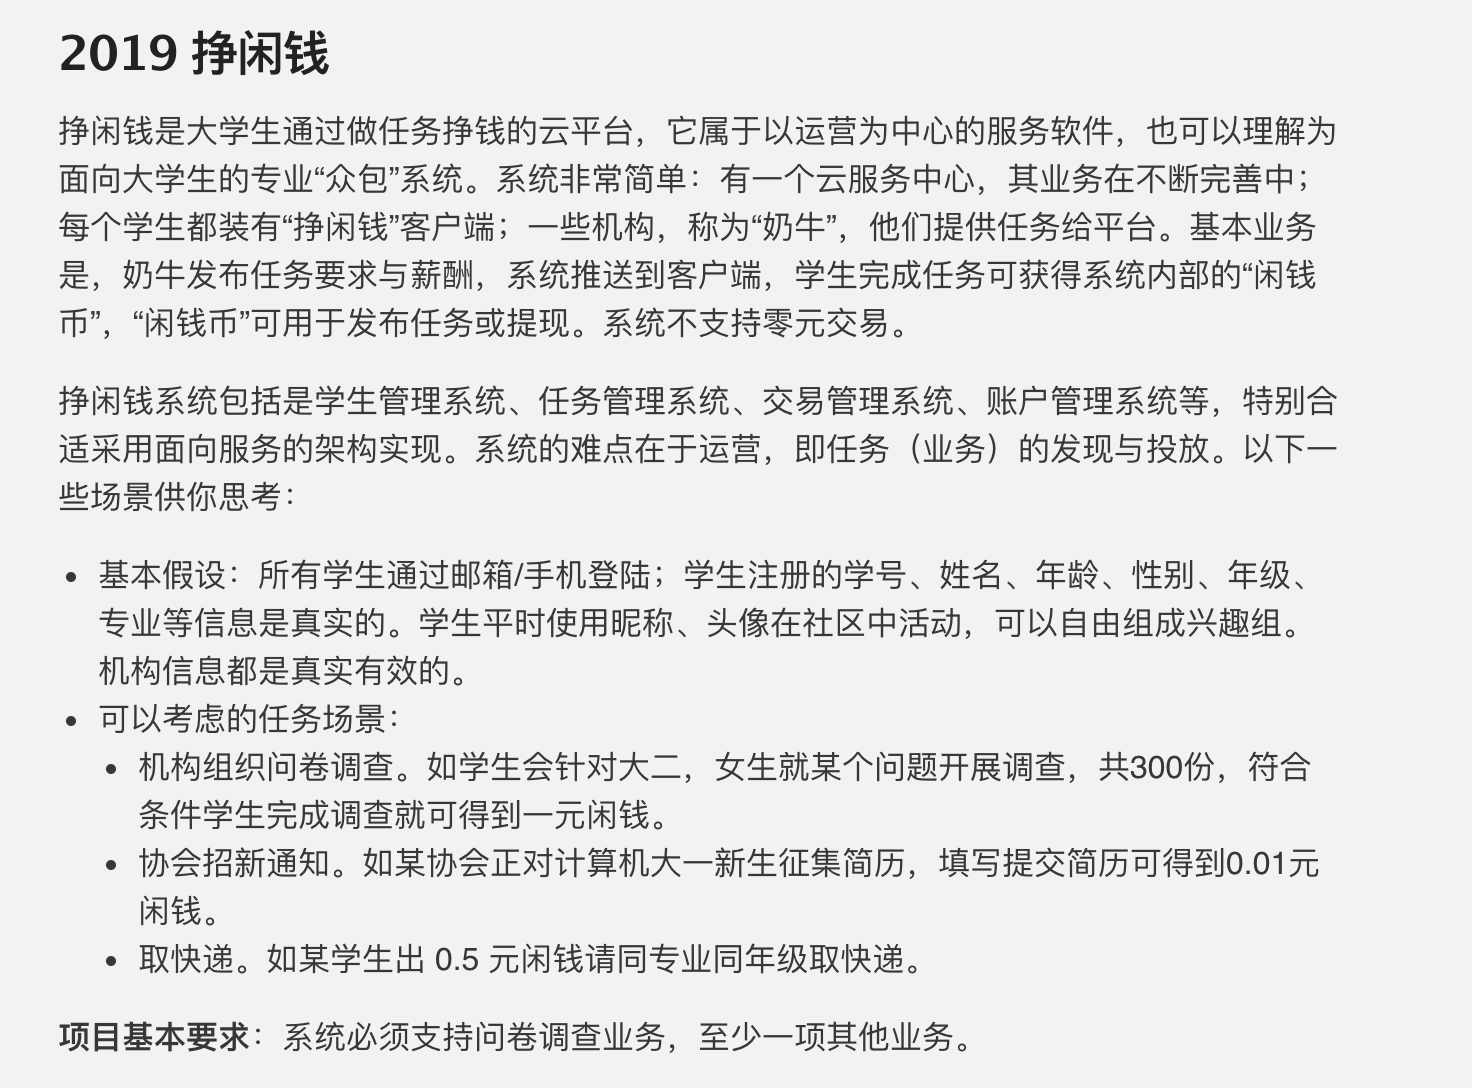 2019 挣闲钱
挣闲钱是大学生通过做任务挣钱的云平台，它属于以运营为中心的服务软件，也可以理解为
面向大学生的专业“众包”系统。系统非常简单：有一个云服务中心，其业务在不断完善中；
每个学生都装有“挣闲钱”客户端；一些机构，称为“奶牛”，他们提供任务给平台。基本业务
是，奶牛发布任务要求与薪酬，系统推送到客户端，学生完成任务可获得系统内部的“闲钱
币”，“闲钱币”可用于发布任务或提现。系统不支持零元交易。
挣闲钱系统包括是学生管理系统、任务管理系统、交易管理系统、账户管理系统等，特别合
适采用面向服务的架构实现。系统的难点在于运营，即任务（业务）的发现与投放。以下一
些场景供你思考：
• 基本假设：所有学生通过邮箱/手机登陆；学生注册的学号、姓名、年龄、性别、年级、
专业等信息是真实的。学生平时使用昵称、头像在社区中活动，可以自由组成兴趣组。
机构信息都是真实有效的。
• 可以考虑的任务场景：
• 机构组织问卷调查。如学生会针对大二，女生就某个问题开展调查，共300份，符合
条件学生完成调查就可得到一元闲钱。
• 协会招新通知。如某协会正对计算机大一新生征集简历，填写提交简历可得到0.01元
闲钱。
• 取快递。如某学生出 0.5 元闲钱请同专业同年级取快递。
项目基本要求：系统必须支持问卷调查业务，至少一项其他业务。